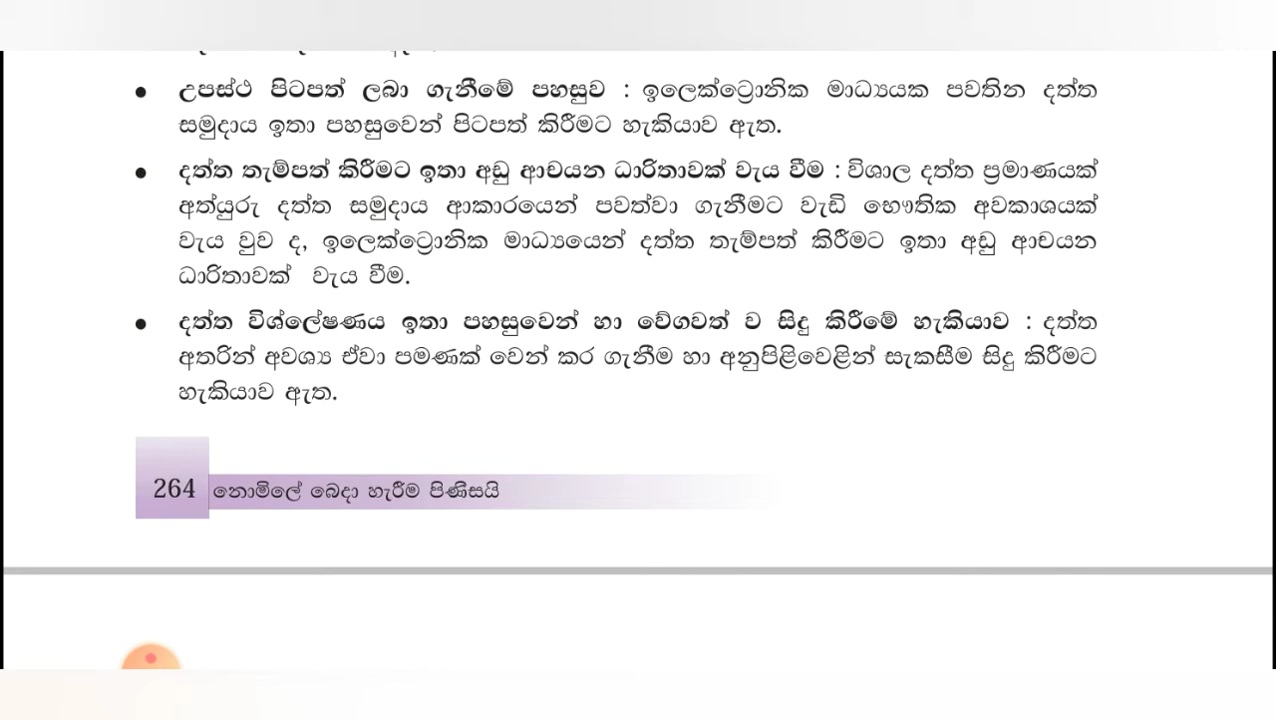 ● උපස්ථ පිටපත් ලබා ගැනීමේ පහසුව : ඉලෙක්ට්‍රොනික මාධ්‍යයක පවතින දත්ත
සමුදාය ඉතා පහසුවෙන් පිටපත් කිරීමට හැකියාව ඇත.
● දත්ත තැම්පත් කිරීමට ඉතා අඩු ආචයන ධාරිතාවක් වැය වීම : විශාල දත්ත ප්‍රමාණයක්
අත්යුරු දත්ත සමුදාය ආකාරයෙන් පවත්වා ගැනීමට වැඩි භෞතික අවකාශයක්
වැය වුව ද, ඉලෙක්ට්‍රොනික මාධ්‍යයෙන් දත්ත තැම්පත් කිරීමට ඉතා අඩු ආචයන
ධාරිතාවක් වැය වීම.
● දත්ත විශ්ලේෂණය ඉතා පහසුවෙන් හා වේගවත් ව සිදු කිරීමේ හැකියාව : දත්ත
අතරින් අවශ්‍ය ඒවා පමණක් වෙන් කර ගැනීම හා අනුපිළිවෙළින් සැකසීම සිදු කිරීමට
හැකියාව ඇත.
264 නොමිලේ බෙදා හැරීම පිණිසයි